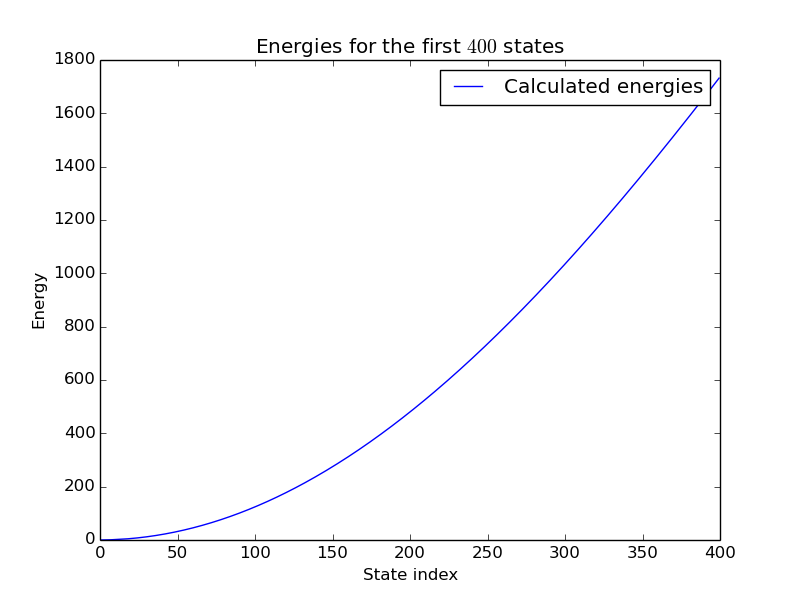 Energies for the first 400 states
1800
1600
1400
1200
1000
800
600
400
200
0
Energy
Calculated energies
0 50 100 150 200 250 300 350 400
State index